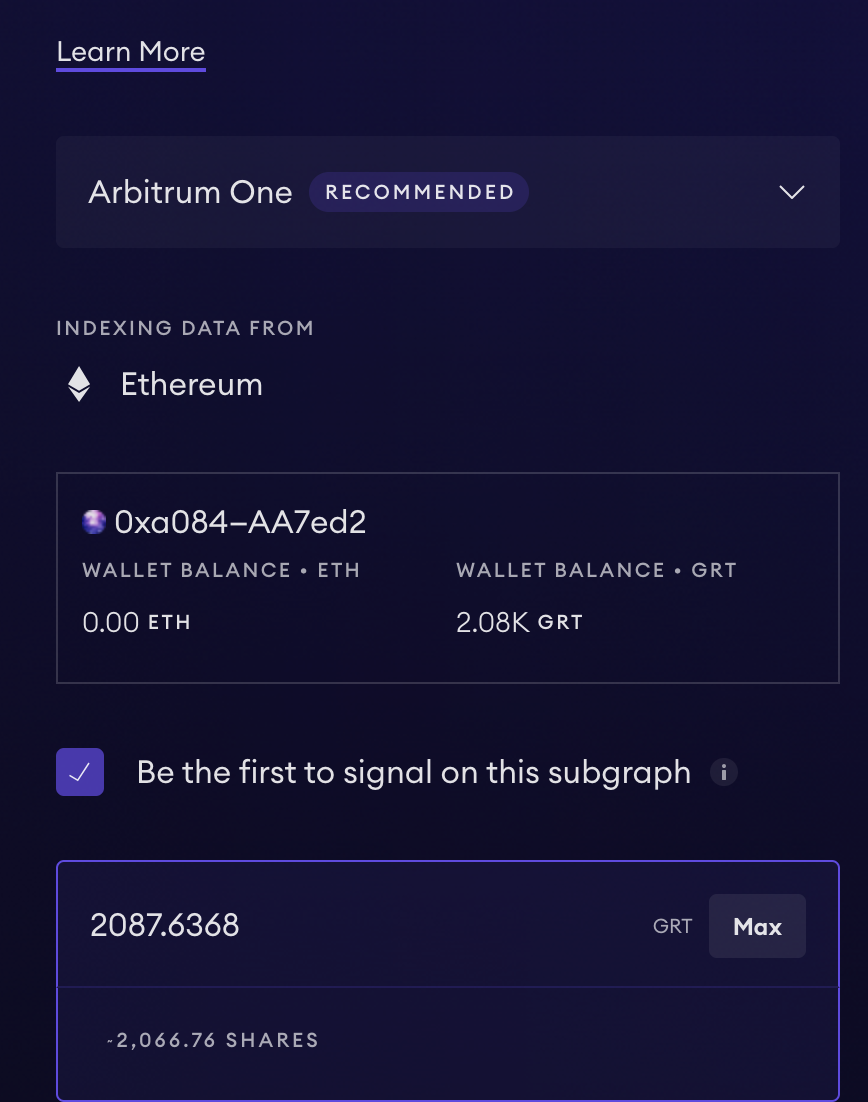 Learn More
Arbitrum One RECOMMENDED
INDEXING DATA FROM
Ethereum
0xa084–AA7ed2
WALLET BALANCE • ETH WALLET BALANCE • GRT
0.00 ETH 2.08K GRT
Be the first to signal on this subgraph
2087.6368 GRT Max
~2,066.76 SHARES